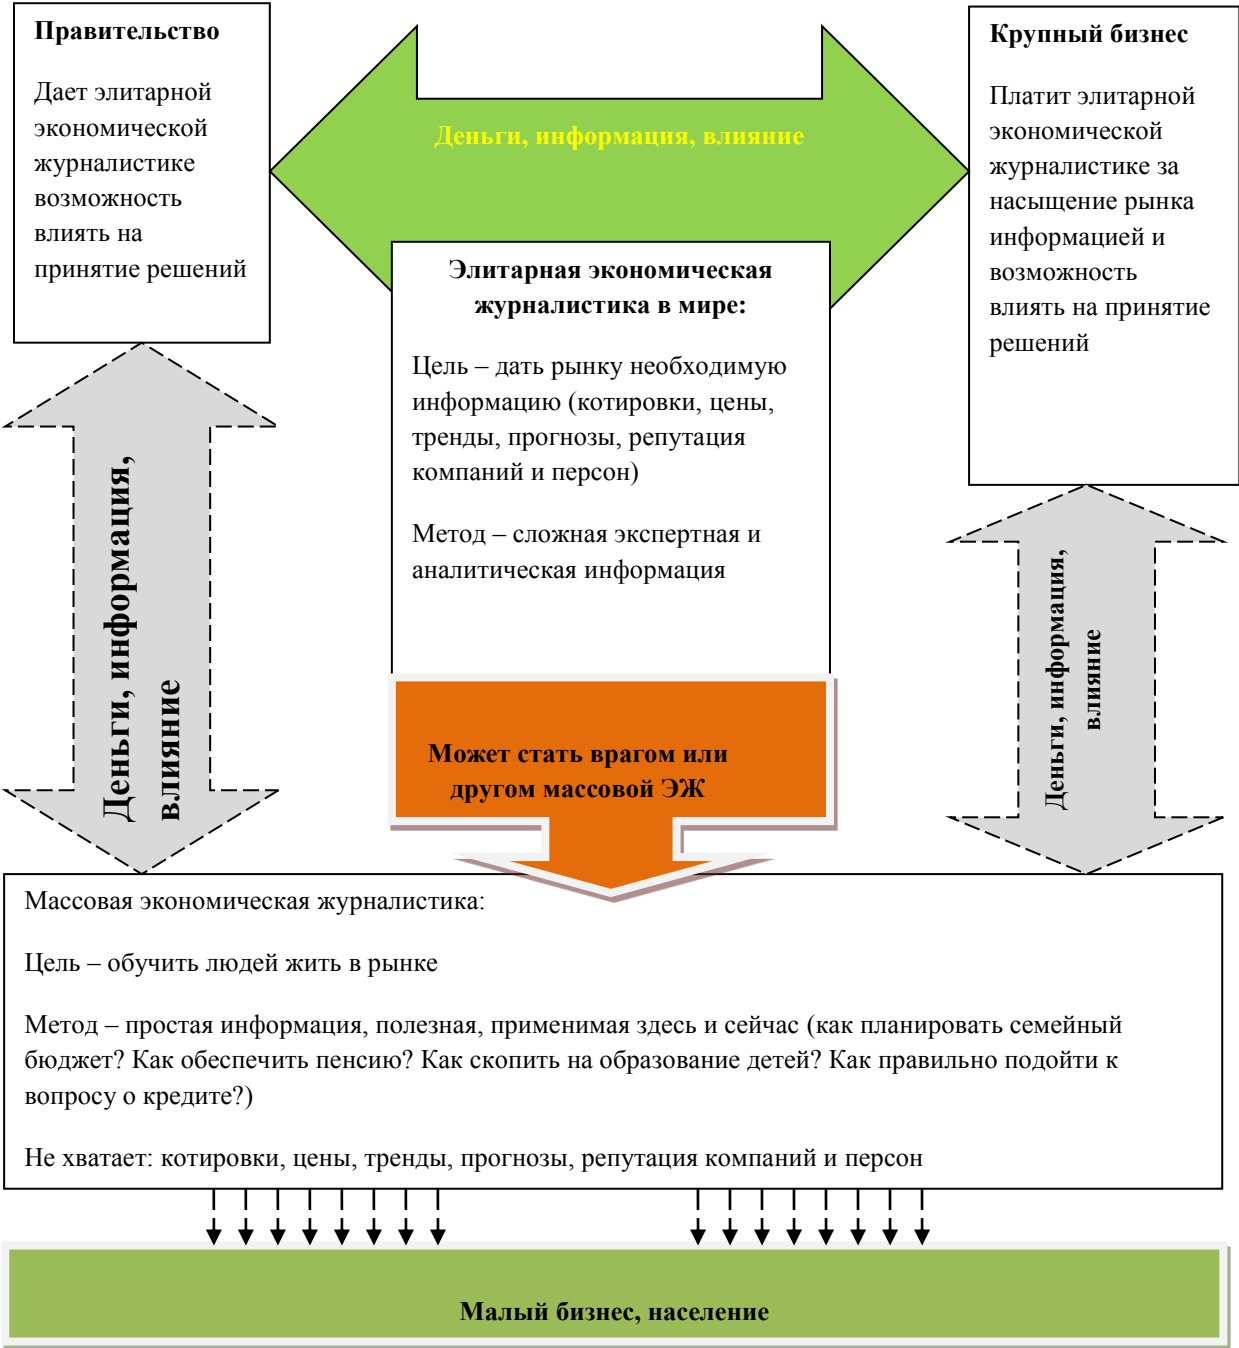 Правительство
Дает элитарной
экономической
журналистике
возможность
влиять на
принятие решений
Деньги, информация, влияние
Крупный бизнес
Платит элитарной
экономической
журналистике за
насыщение рынка
информацией и
возможность
влиять на принятие
решений
Элитарная экономическая
журналистика в мире:
Цель – дать рынку необходимую
информацию (котировки, цены,
тренды, прогнозы, репутация
компаний и персон)
Метод – сложная экспертная и
аналитическая информация
Деньги, информация,
влияние
Деньги, информация,
влияние
Может стать врагом или
другом массовой ЭЖ
Массовая экономическая журналистика:
Цель – обучить людей жить в рынке
Метод – простая информация, полезная, применимая здесь и сейчас (как планировать семейный
бюджет? Как обеспечить пенсию? Как скопить на образование детей? Как правильно подойти к
вопросу о кредите?)
Не хватает: котировки, цены, тренды, прогнозы, репутация компаний и персон
Малый бизнес, население